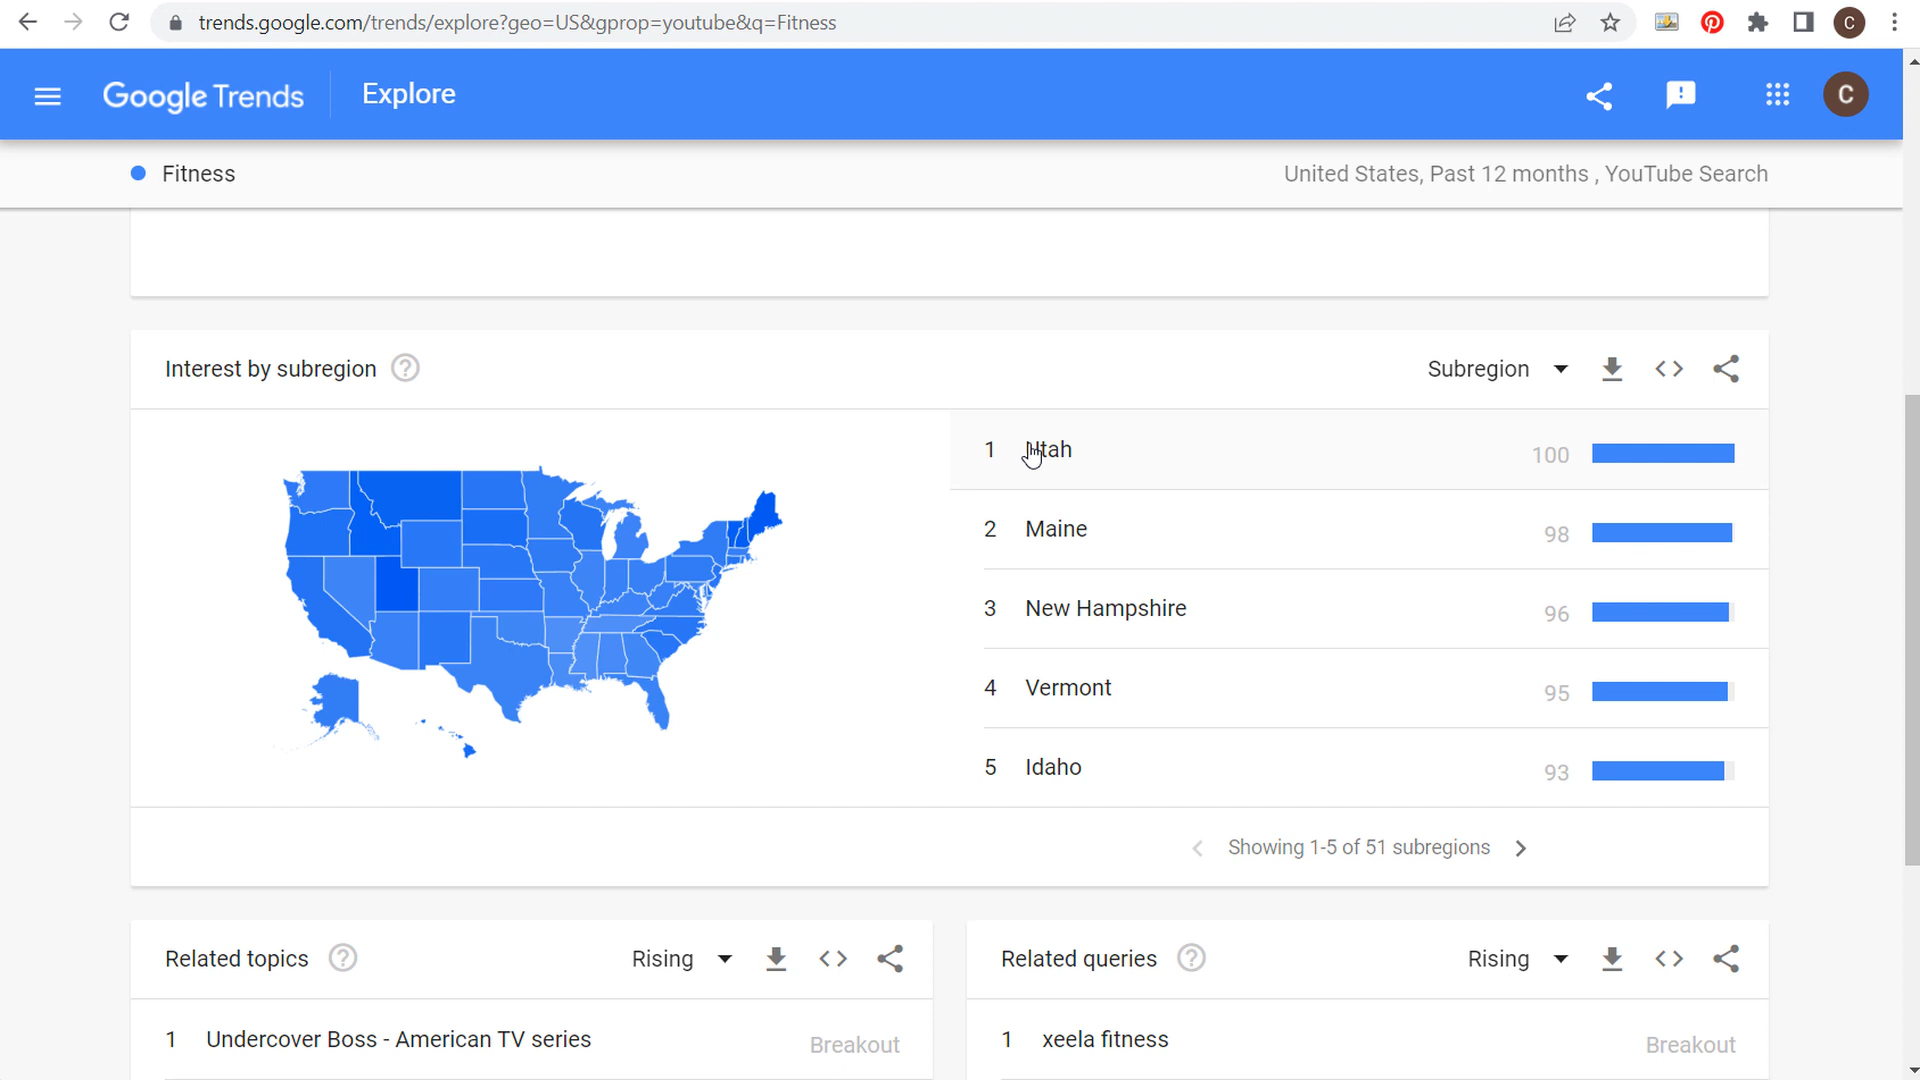 trends.google.com/trends/explore?geo=US&gprop=youtube&q=Fitness
C
Google Trends
Explore
C
Fitness
United States, Past 12 months , YouTube Search
Interest by subregion ?
Subregion
1 Utah 100
2 Maine 98
3 New Hampshire 96
4 Vermont 95
5 Idaho 93
Showing 1-5 of 51 subregions
Related topics ? Rising
Related queries ? Rising
1 Undercover Boss - American TV series Breakout
1 xeela fitness Breakout